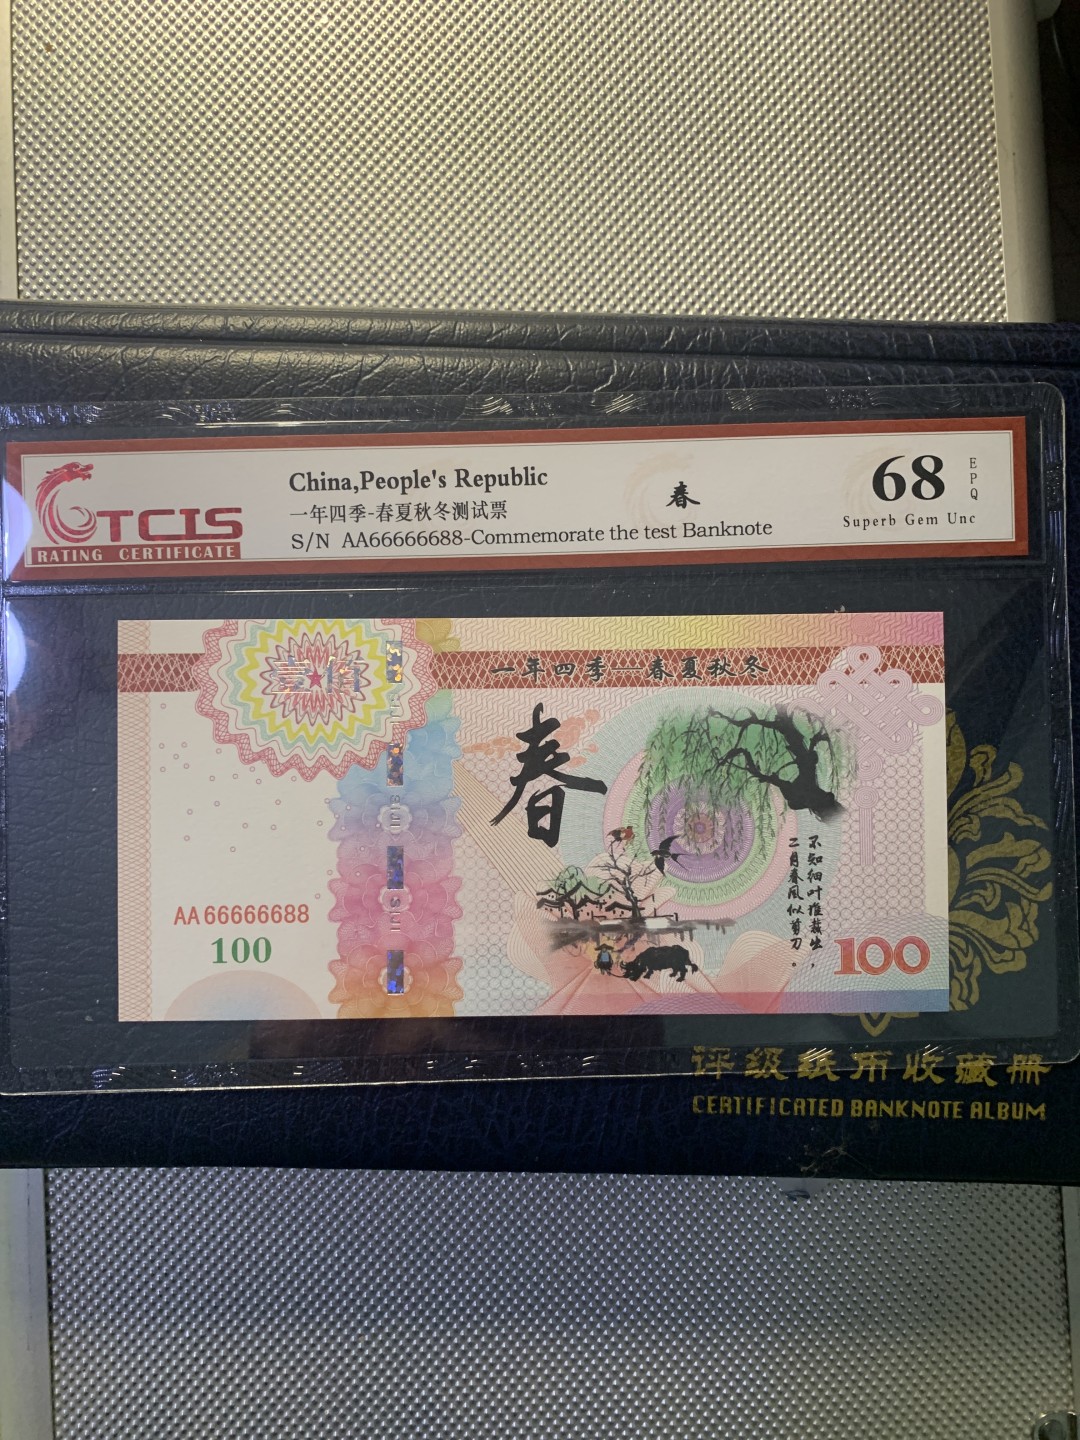 TCIS
RATING CERTIFICATE
China,People's Republic
一年四季-春夏秋冬测试票
S/N AA66666688-Commemorate the test Banknote
春
68
EPQ
Superb Gem Unc
壹佰
一年四季—春夏秋冬
春
不知细叶谁裁出，
二月春风似剪刀。
AA66666688
100
100
评级纸币收藏册
CERTIFICATED BANKNOTE ALBUM